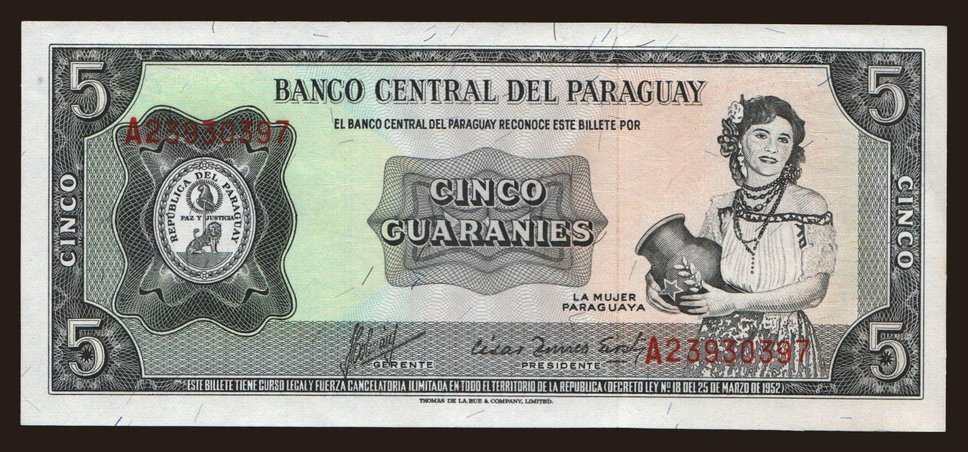 5
5
BANCO CENTRAL DEL PARAGUAY
EL BANCO CENTRAL DEL PARAGUAY RECONOCE ESTE BILLETE POR
A23930397
REPÚBLICA DEL PARAGUAY
PAZ Y JUSTICIA
CINCO
CINCO
GUARANIES
CINCO
LA MUJER
PARAGUAYA
5
5
A23930397
GERENTE
PRESIDENTE
ESTE BILLETE TIENE CURSO LEGAL Y FUERZA CANCELATORIA ILIMITADA EN TODO EL TERRITORIO DE LA REPUBLICA (DECRETO LEY Nº 18 DEL 25 DE MARZO DE 1952)
THOMAS DE LA RUE & COMPANY, LIMITED.